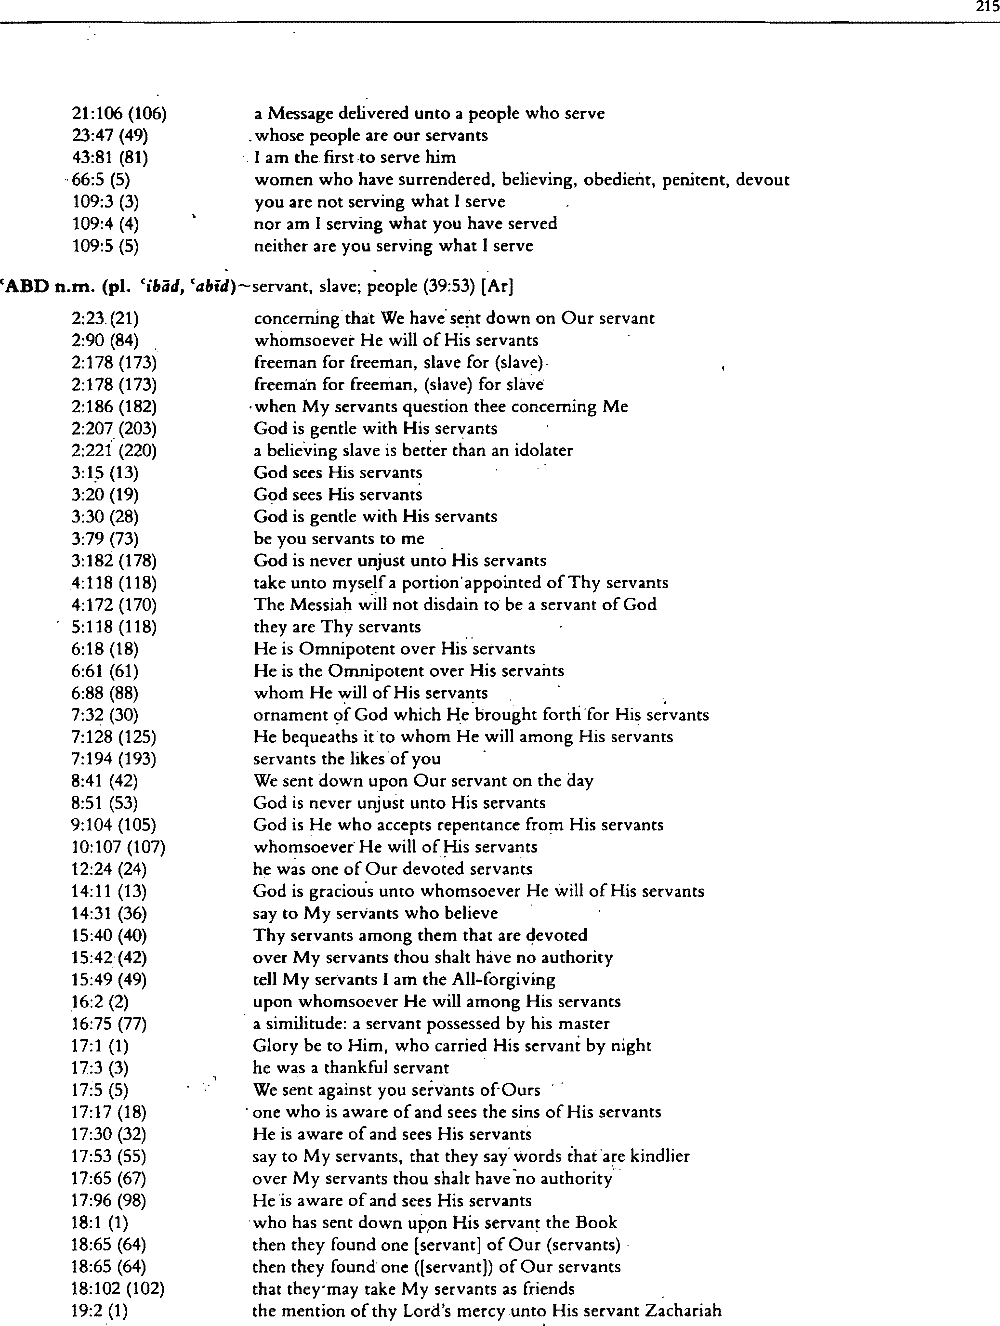 215
21:106 (106) a Message delivered unto a people who serve
23:47 (49) whose people are our servants
43:81 (81) I am the first to serve him
66:5 (5) women who have surrendered, believing, obedient, penitent, devout
109:3 (3) you are not serving what I serve
109:4 (4) nor am I serving what you have served
109:5 (5) neither are you serving what I serve
ʿABD n.m. (pl. ʿibād, ʿabīd)~servant, slave; people (39:53) [Ar]
2:23 (21) concerning that We have sent down on Our servant
2:90 (84) whomsoever He will of His servants
2:178 (173) freeman for freeman, slave for (slave)
2:178 (173) freeman for freeman, (slave) for slave
2:186 (182) when My servants question thee concerning Me
2:207 (203) God is gentle with His servants
2:221 (220) a believing slave is better than an idolater
3:15 (13) God sees His servants
3:20 (19) God sees His servants
3:30 (28) God is gentle with His servants
3:79 (73) be you servants to me
3:182 (178) God is never unjust unto His servants
4:118 (118) take unto myself a portion appointed of Thy servants
4:172 (170) The Messiah will not disdain to be a servant of God
5:118 (118) they are Thy servants
6:18 (18) He is Omnipotent over His servants
6:61 (61) He is the Omnipotent over His servants
6:88 (88) whom He will of His servants
7:32 (30) ornament of God which He brought forth for His servants
7:128 (125) He bequeaths it to whom He will among His servants
7:194 (193) servants the likes of you
8:41 (42) We sent down upon Our servant on the day
8:51 (53) God is never unjust unto His servants
9:104 (105) God is He who accepts repentance from His servants
10:107 (107) whomsoever He will of His servants
12:24 (24) he was one of Our devoted servants
14:11 (13) God is gracious unto whomsoever He will of His servants
14:31 (36) say to My servants who believe
15:40 (40) Thy servants among them that are devoted
15:42 (42) over My servants thou shalt have no authority
15:49 (49) tell My servants I am the All-forgiving
16:2 (2) upon whomsoever He will among His servants
16:75 (77) a similitude: a servant possessed by his master
17:1 (1) Glory be to Him, who carried His servant by night
17:3 (3) he was a thankful servant
17:5 (5) We sent against you servants of Ours
17:17 (18) one who is aware of and sees the sins of His servants
17:30 (32) He is aware of and sees His servants
17:53 (55) say to My servants, that they say words that are kindlier
17:65 (67) over My servants thou shalt have no authority
17:96 (98) He is aware of and sees His servants
18:1 (1) who has sent down upon His servant the Book
18:65 (64) then they found one [servant] of Our (servants)
18:65 (64) then they found one ([servant]) of Our servants
18:102 (102) that they may take My servants as friends
19:2 (1) the mention of thy Lord's mercy unto His servant Zachariah